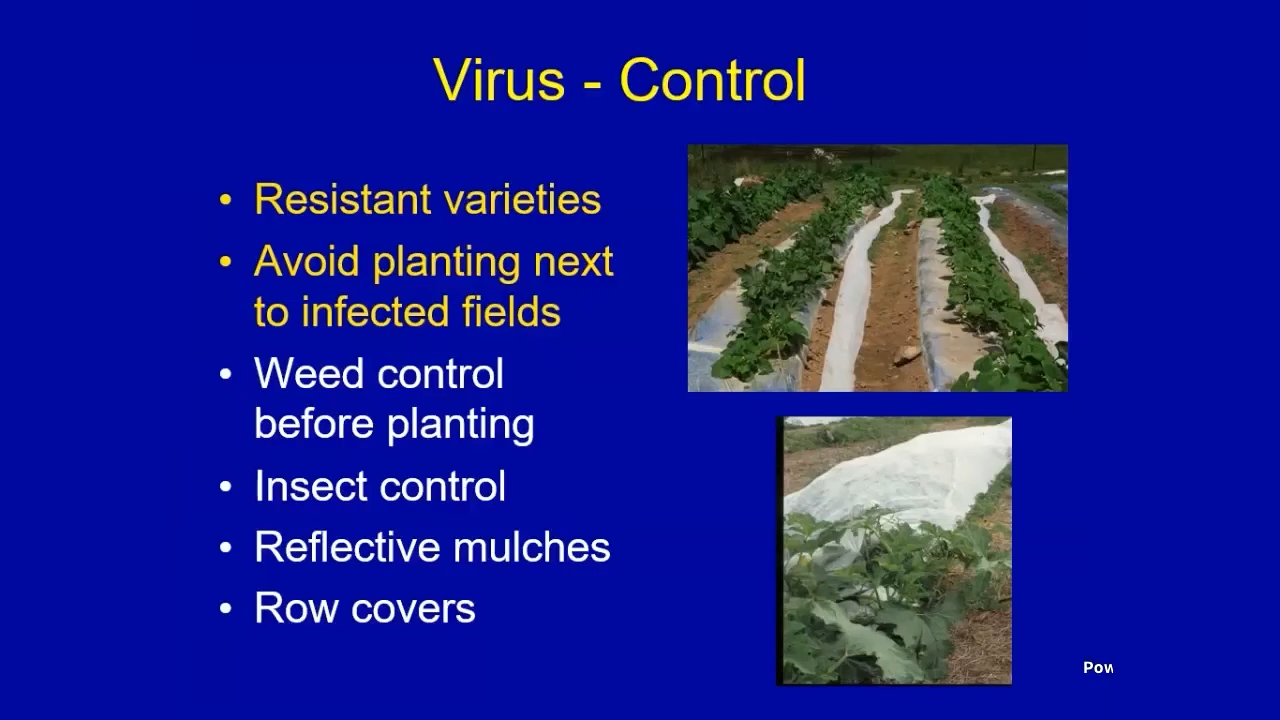 Virus - Control
• Resistant varieties
• Avoid planting next
to infected fields
• Weed control
before planting
• Insect control
• Reflective mulches
• Row covers
Pow